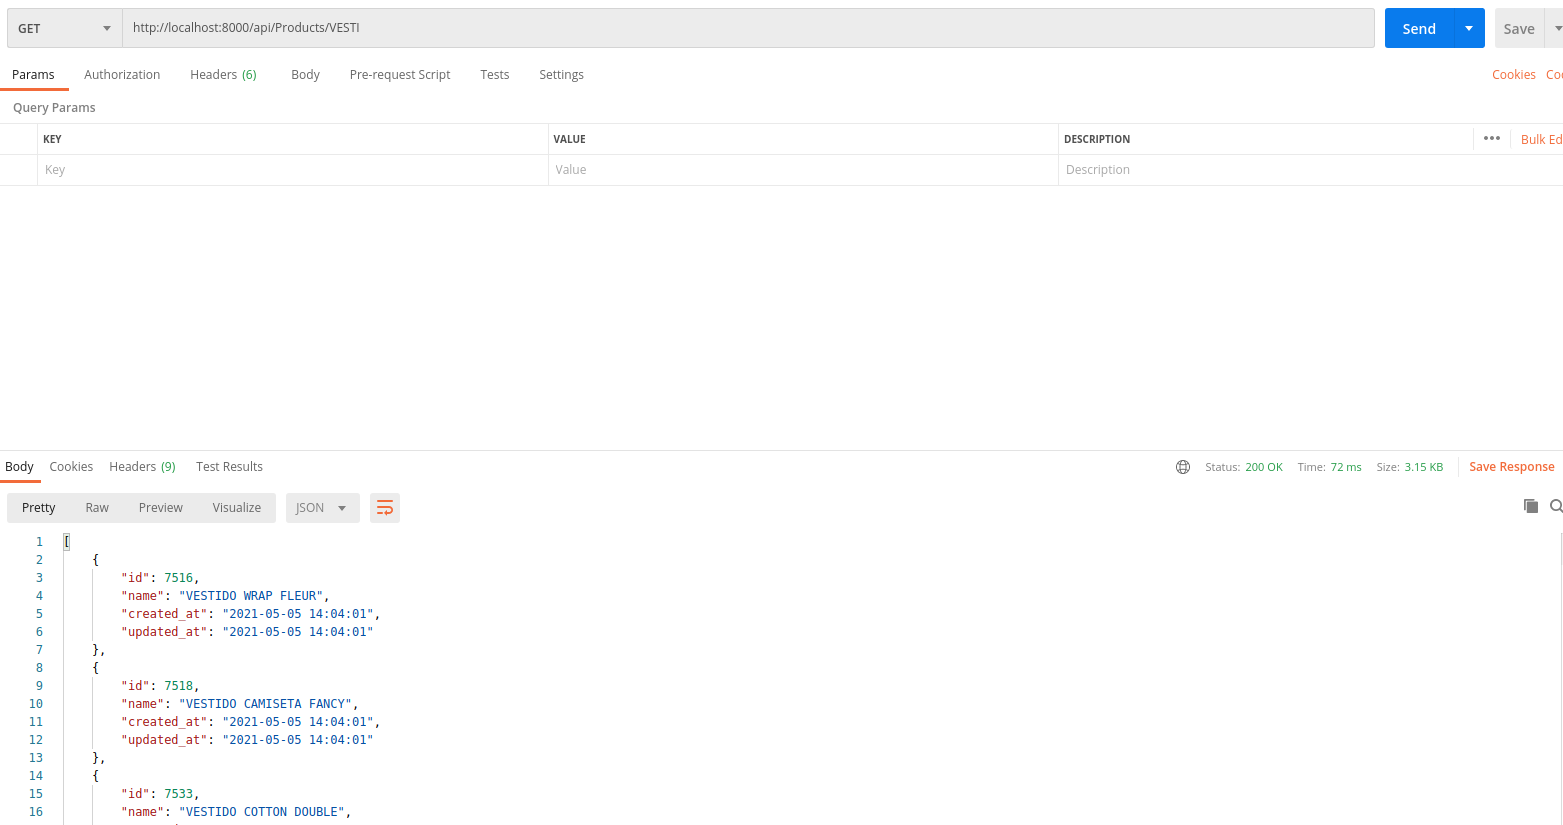 GET http://localhost:8000/api/Products/VESTI Send Save
Params Authorization Headers (6) Body Pre-request Script Tests Settings Cookies Coo
Query Params
KEY VALUE DESCRIPTION ••• Bulk Ed
Key Value Description
Body Cookies Headers (9) Test Results Status: 200 OK Time: 72 ms Size: 3.15 KB Save Response
Pretty Raw Preview Visualize JSON
1 [
2 {
3 "id": 7516,
4 "name": "VESTIDO WRAP FLEUR",
5 "created_at": "2021-05-05 14:04:01",
6 "updated_at": "2021-05-05 14:04:01"
7 },
8 {
9 "id": 7518,
10 "name": "VESTIDO CAMISETA FANCY",
11 "created_at": "2021-05-05 14:04:01",
12 "updated_at": "2021-05-05 14:04:01"
13 },
14 {
15 "id": 7533,
16 "name": "VESTIDO COTTON DOUBLE",